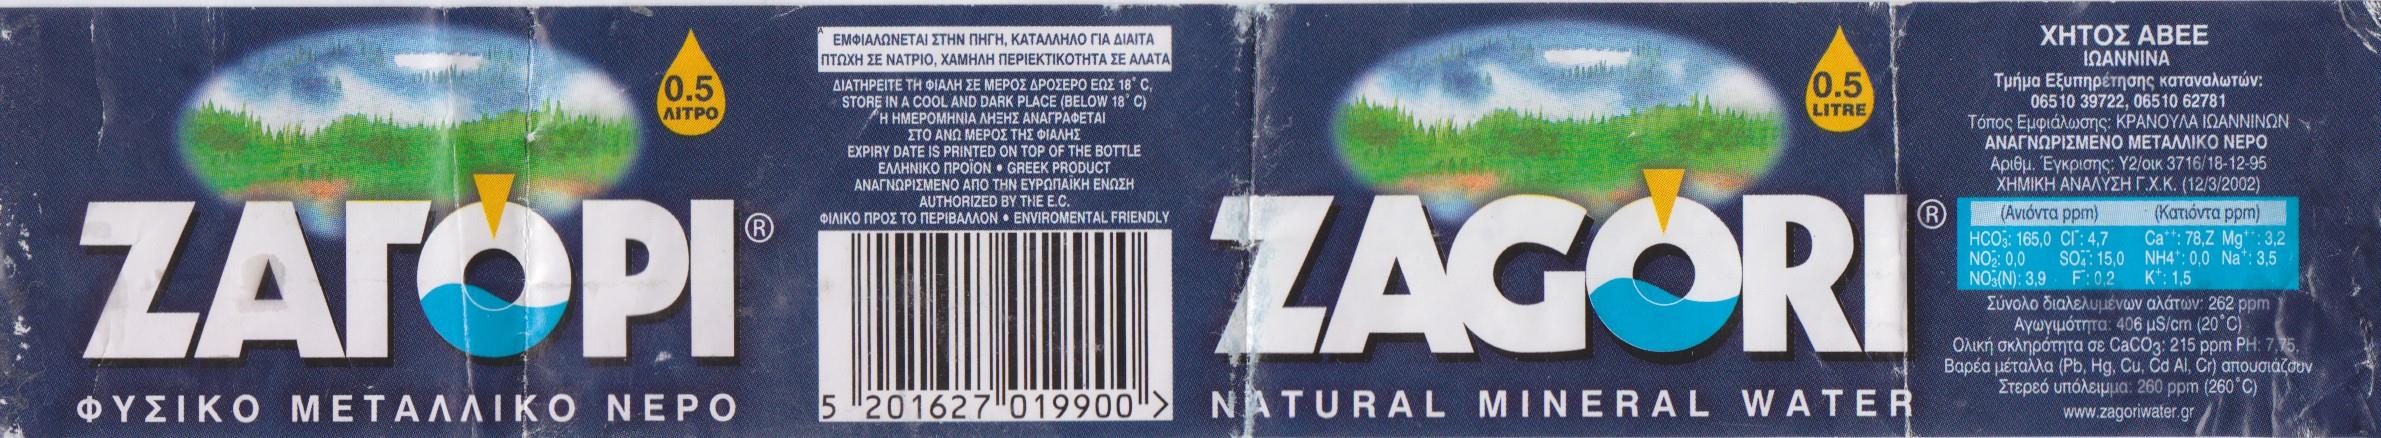 0.5
ΛΙΤΡΟ
ΖΑΓΟΡΙ®
ΦΥΣΙΚΟ ΜΕΤΑΛΛΙΚΟ ΝΕΡΟ
ΕΜΦΙΑΛΩΝΕΤΑΙ ΣΤΗΝ ΠΗΓΗ, ΚΑΤΑΛΛΗΛΟ ΓΙΑ ΔΙΑΙΤΑ
ΠΤΩΧΗ ΣΕ ΝΑΤΡΙΟ, ΧΑΜΗΛΗ ΠΕΡΙΕΚΤΙΚΟΤΗΤΑ ΣΕ ΑΛΑΤΑ
ΔΙΑΤΗΡΕΙΤΕ ΤΗ ΦΙΑΛΗ ΣΕ ΜΕΡΟΣ ΔΡΟΣΕΡΟ ΕΩΣ 18° C,
STORE IN A COOL AND DARK PLACE (BELOW 18° C)
Ή ΗΜΕΡΟΜΗΝΙΑ ΛΗΞΗΣ ΑΝΑΓΡΑΦΕΤΑΙ
ΣΤΟ ΑΝΩ ΜΕΡΟΣ ΤΗΣ ΦΙΑΛΗΣ
EXPIRY DATE IS PRINTED ON TOP OF THE BOTTLE
ΕΛΛΗΝΙΚΟ ΠΡΟΪΟΝ • GREEK PRODUCT
ΑΝΑΓΝΩΡΙΣΜΕΝΟ ΑΠΟ ΤΗΝ ΕΥΡΩΠΑΪΚΗ ΕΝΩΣΗ
AUTHORIZED BY THE E.C.
ΦΙΛΙΚΟ ΠΡΟΣ ΤΟ ΠΕΡΙΒΑΛΛΟΝ • ENVIROMENTAL FRIENDLY
5 201627 019900 >
0.5
LITRE
ZAGORI®
NATURAL MINERAL WATER
ΧΗΤΟΣ ΑΒΕΕ
ΙΩΑΝΝΙΝΑ
Τμήμα Εξυπηρέτησης καταναλωτών:
06510 39722, 06510 62781
Τόπος Εμφιάλωσης: ΚΡΑΝΟΥΛΑ ΙΩΑΝΝΙΝΩΝ
ΑΝΑΓΝΩΡΙΣΜΕΝΟ ΜΕΤΑΛΛΙΚΟ ΝΕΡΟ
Αριθμ. Έγκρισης: Υ2/οικ 3716/18-12-95
ΧΗΜΙΚΗ ΑΝΑΛΥΣΗ Γ.Χ.Κ. (12/3/2002)
(Ανιόντα ppm) (Κατιόντα ppm)
HCO₃⁻: 165,0 Cl⁻: 4,7 Ca⁺⁺: 78,Z Mg⁺⁺: 3,2
NO₂⁻: 0,0 SO₄⁻⁻: 15,0 NH4⁺: 0,0 Na⁺: 3,5
NO₃⁻(N): 3,9 F⁻: 0,2 K⁺: 1,5
Σύνολο διαλελυμένων αλάτων: 262 ppm
Αγωγιμότητα: 406 μS/cm (20°C)
Ολική σκληρότητα σε CaCO₃: 215 ppm PH: 7,75,
Βαρέα μέταλλα (Pb, Hg, Cu, Cd Al, Cr) απουσιάζουν
Στερεό υπόλειμμα: 260 ppm (260°C)
www.zagoriwater.gr